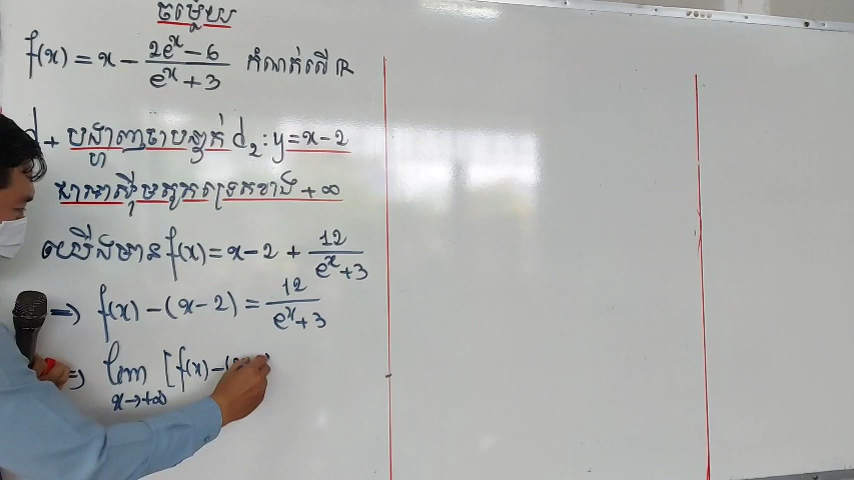 ចម្លើយ
f(x) = x − (2eˣ − 6)/(eˣ + 3) កំណត់លើ ℝ
+ បង្ហាញថាបន្ទាត់ d₂ : y = x − 2
ជាអាស៊ីមតូតទ្រេតខាង +∞
យើងមាន f(x) = x − 2 + 12/(eˣ + 3)
⇒ f(x) − (x − 2) = 12/(eˣ + 3)
⇒ lim x→+∞ [f(x) − (